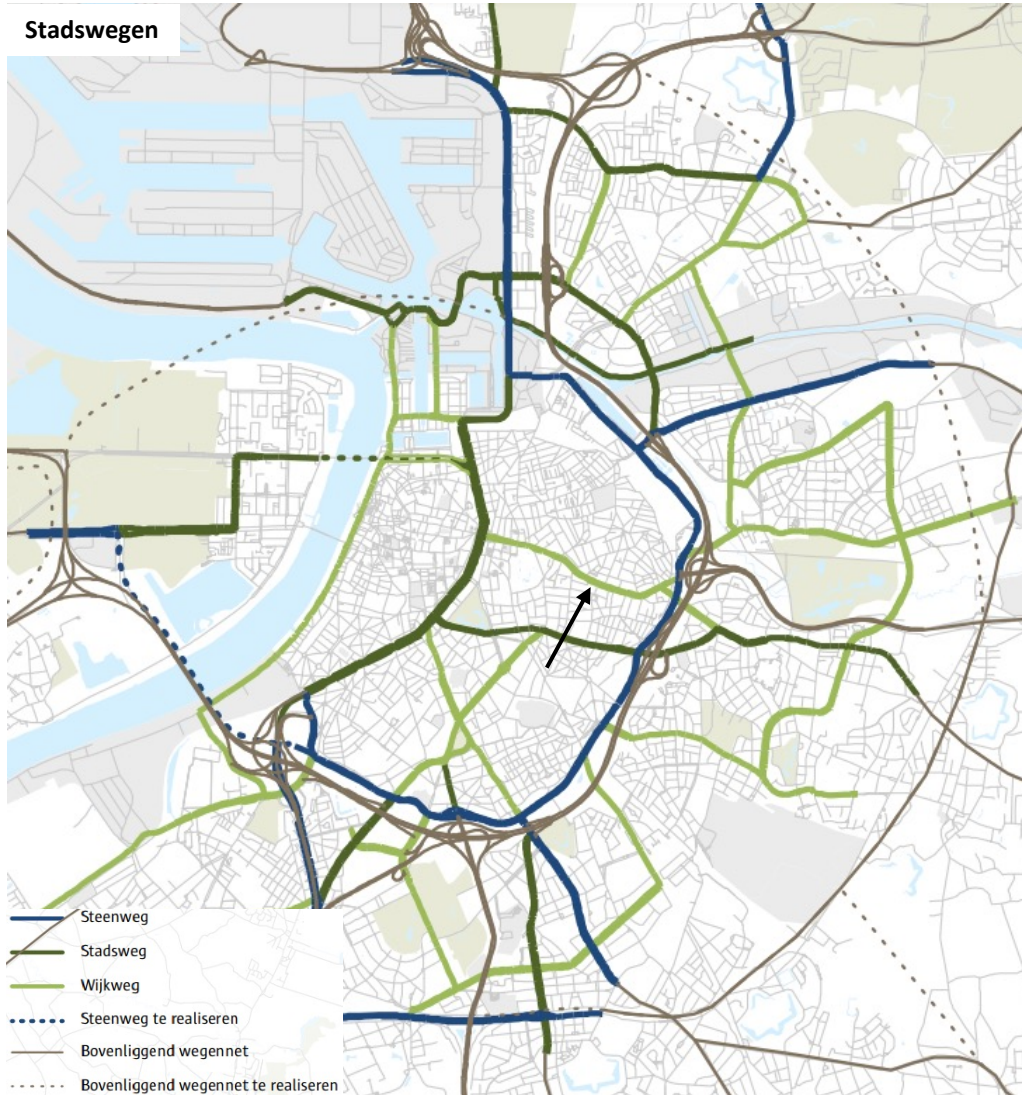 Stadswegen
Steenweg
Stadsweg
Wijkweg
Steenweg te realiseren
Bovenliggend wegennet
Bovenliggend wegennet te realiseren